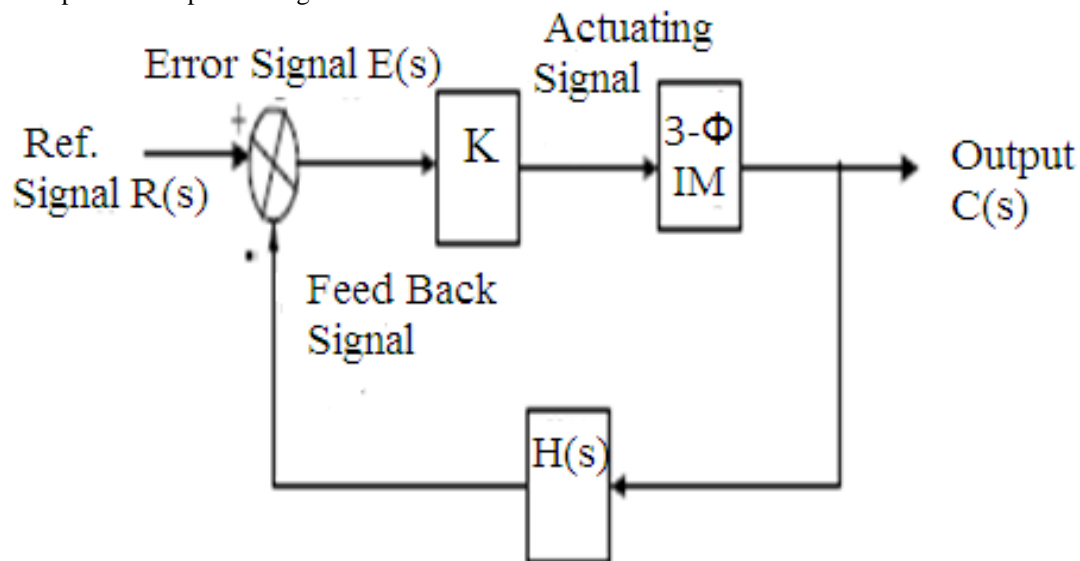 Actuating
Signal
Error Signal E(s)
+
K
3-Φ
IM
Ref.
Signal R(s)
Output
C(s)
Feed Back
Signal
H(s)